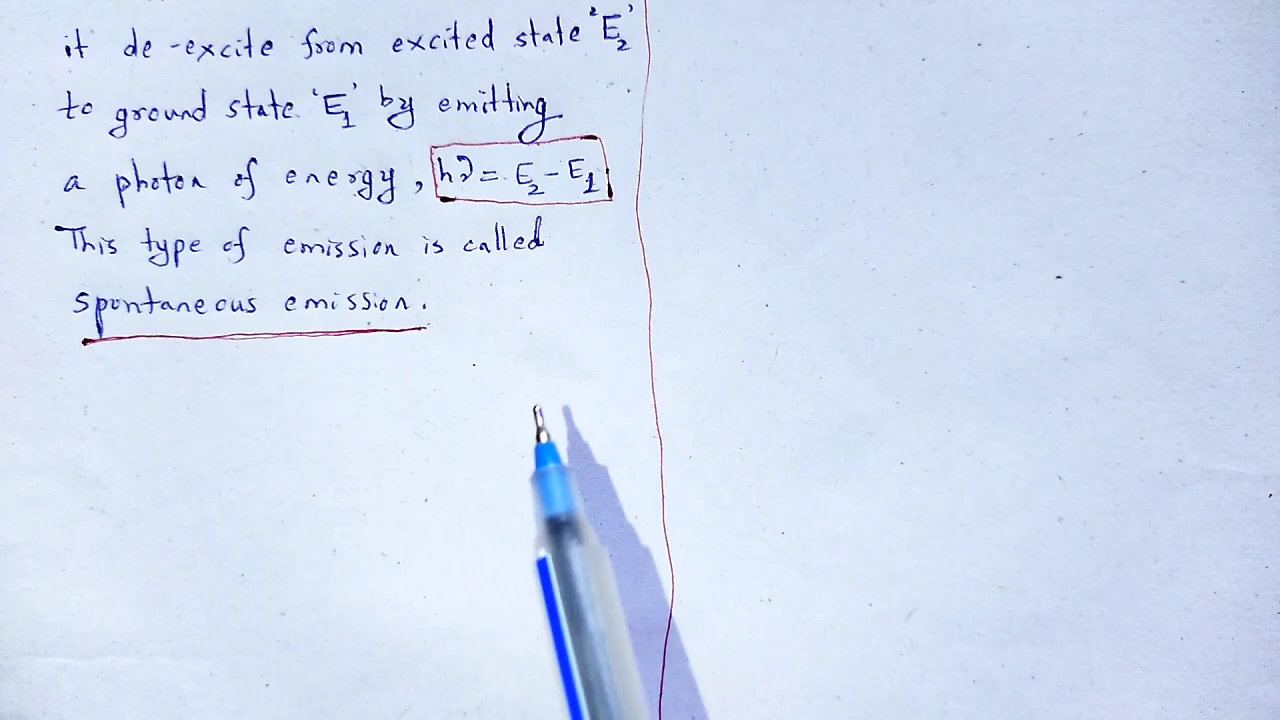 it de-excite from excited state 'E₂'
to ground state 'E₁' by emitting
a photon of energy, hν = E₂ - E₁
This type of emission is called
spontaneous emission.